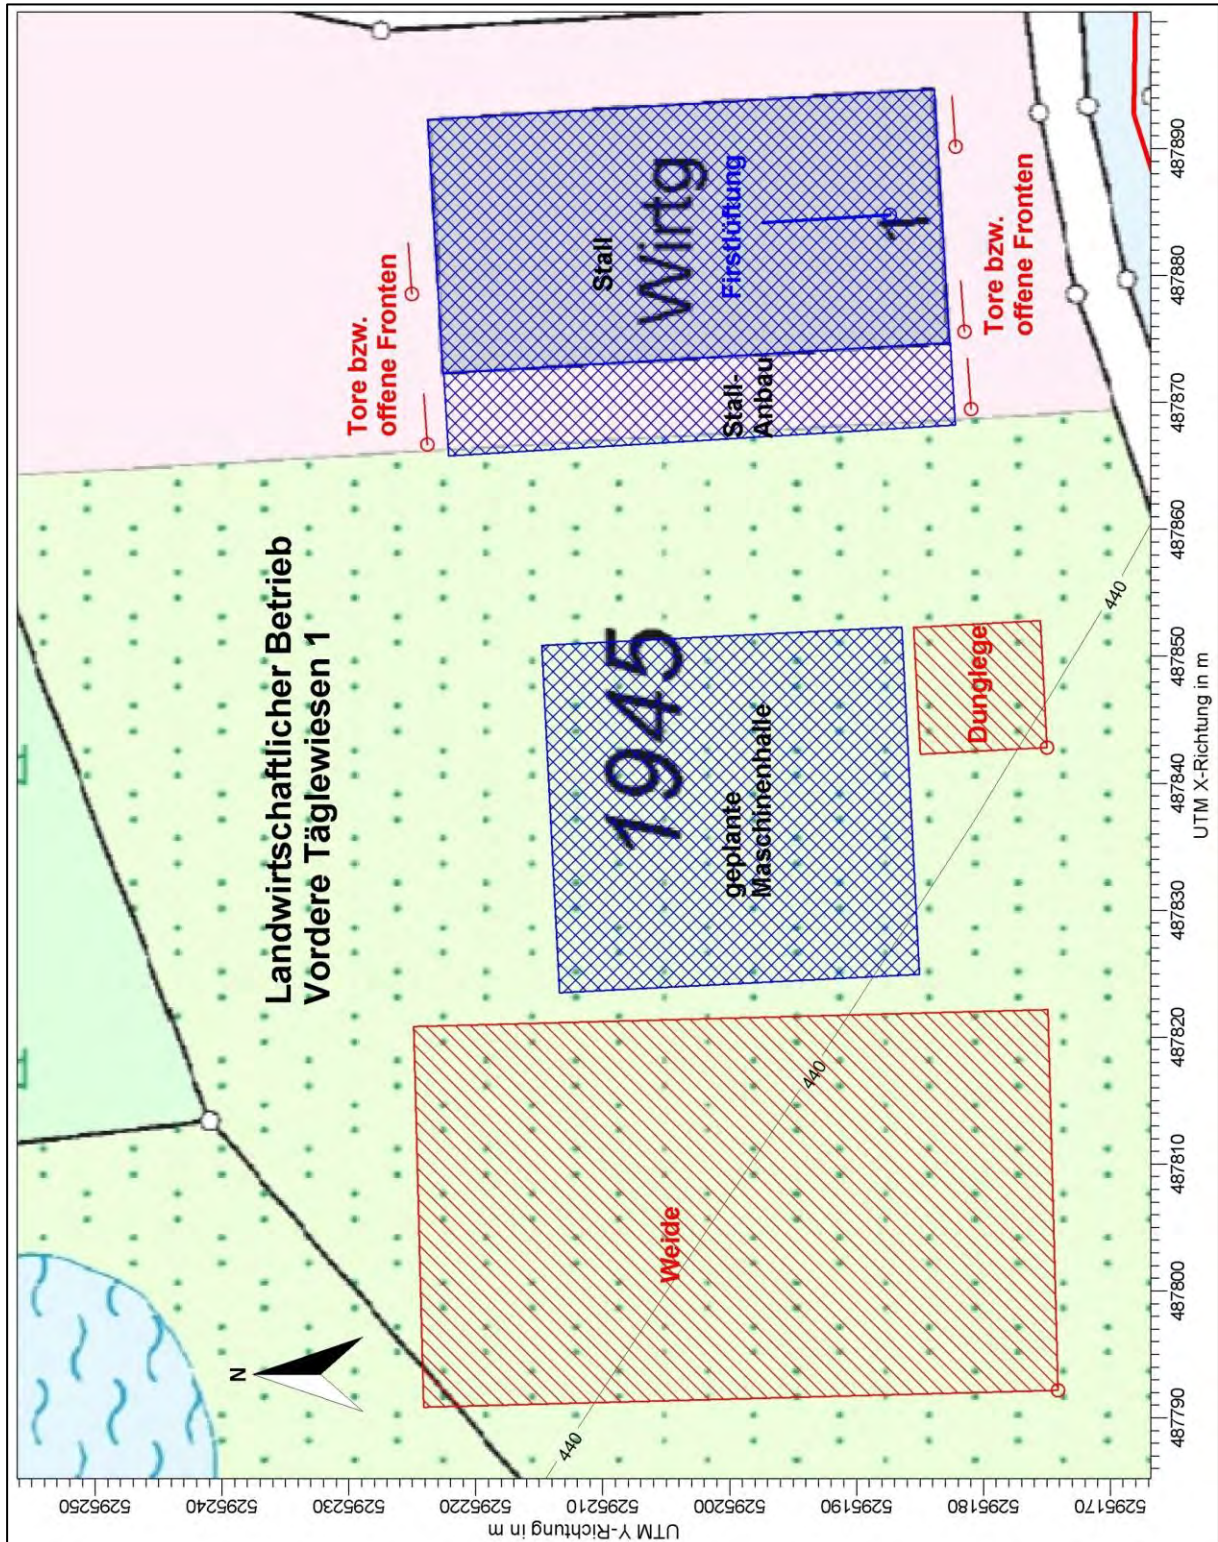 Landwirtschaftlicher Betrieb
Vordere Täglewiesen 1
N
Tore bzw.
offene Fronten
Stall
Wirtg
Firstlüftung
1
Stall-
Anbau
Tore bzw.
offene Fronten
1945
geplante
Maschinenhalle
Dunglege
Weide
440
440
440
UTM Y-Richtung in m
5295250
5295240
5295230
5295220
5295210
5295200
5295190
5295180
5295170
UTM X-Richtung in m
487790
487800
487810
487820
487830
487840
487850
487860
487870
487880
487890